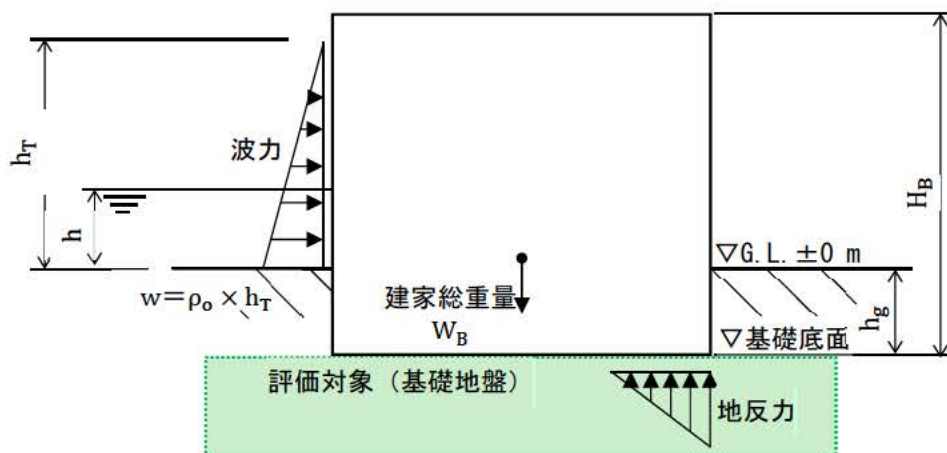 h_T
波力
h
w=ρ_o × h_T
建家総重量
W_B
H_B
▽G.L. ±0 m
h_g
▽基礎底面
評価対象（基礎地盤）
地反力